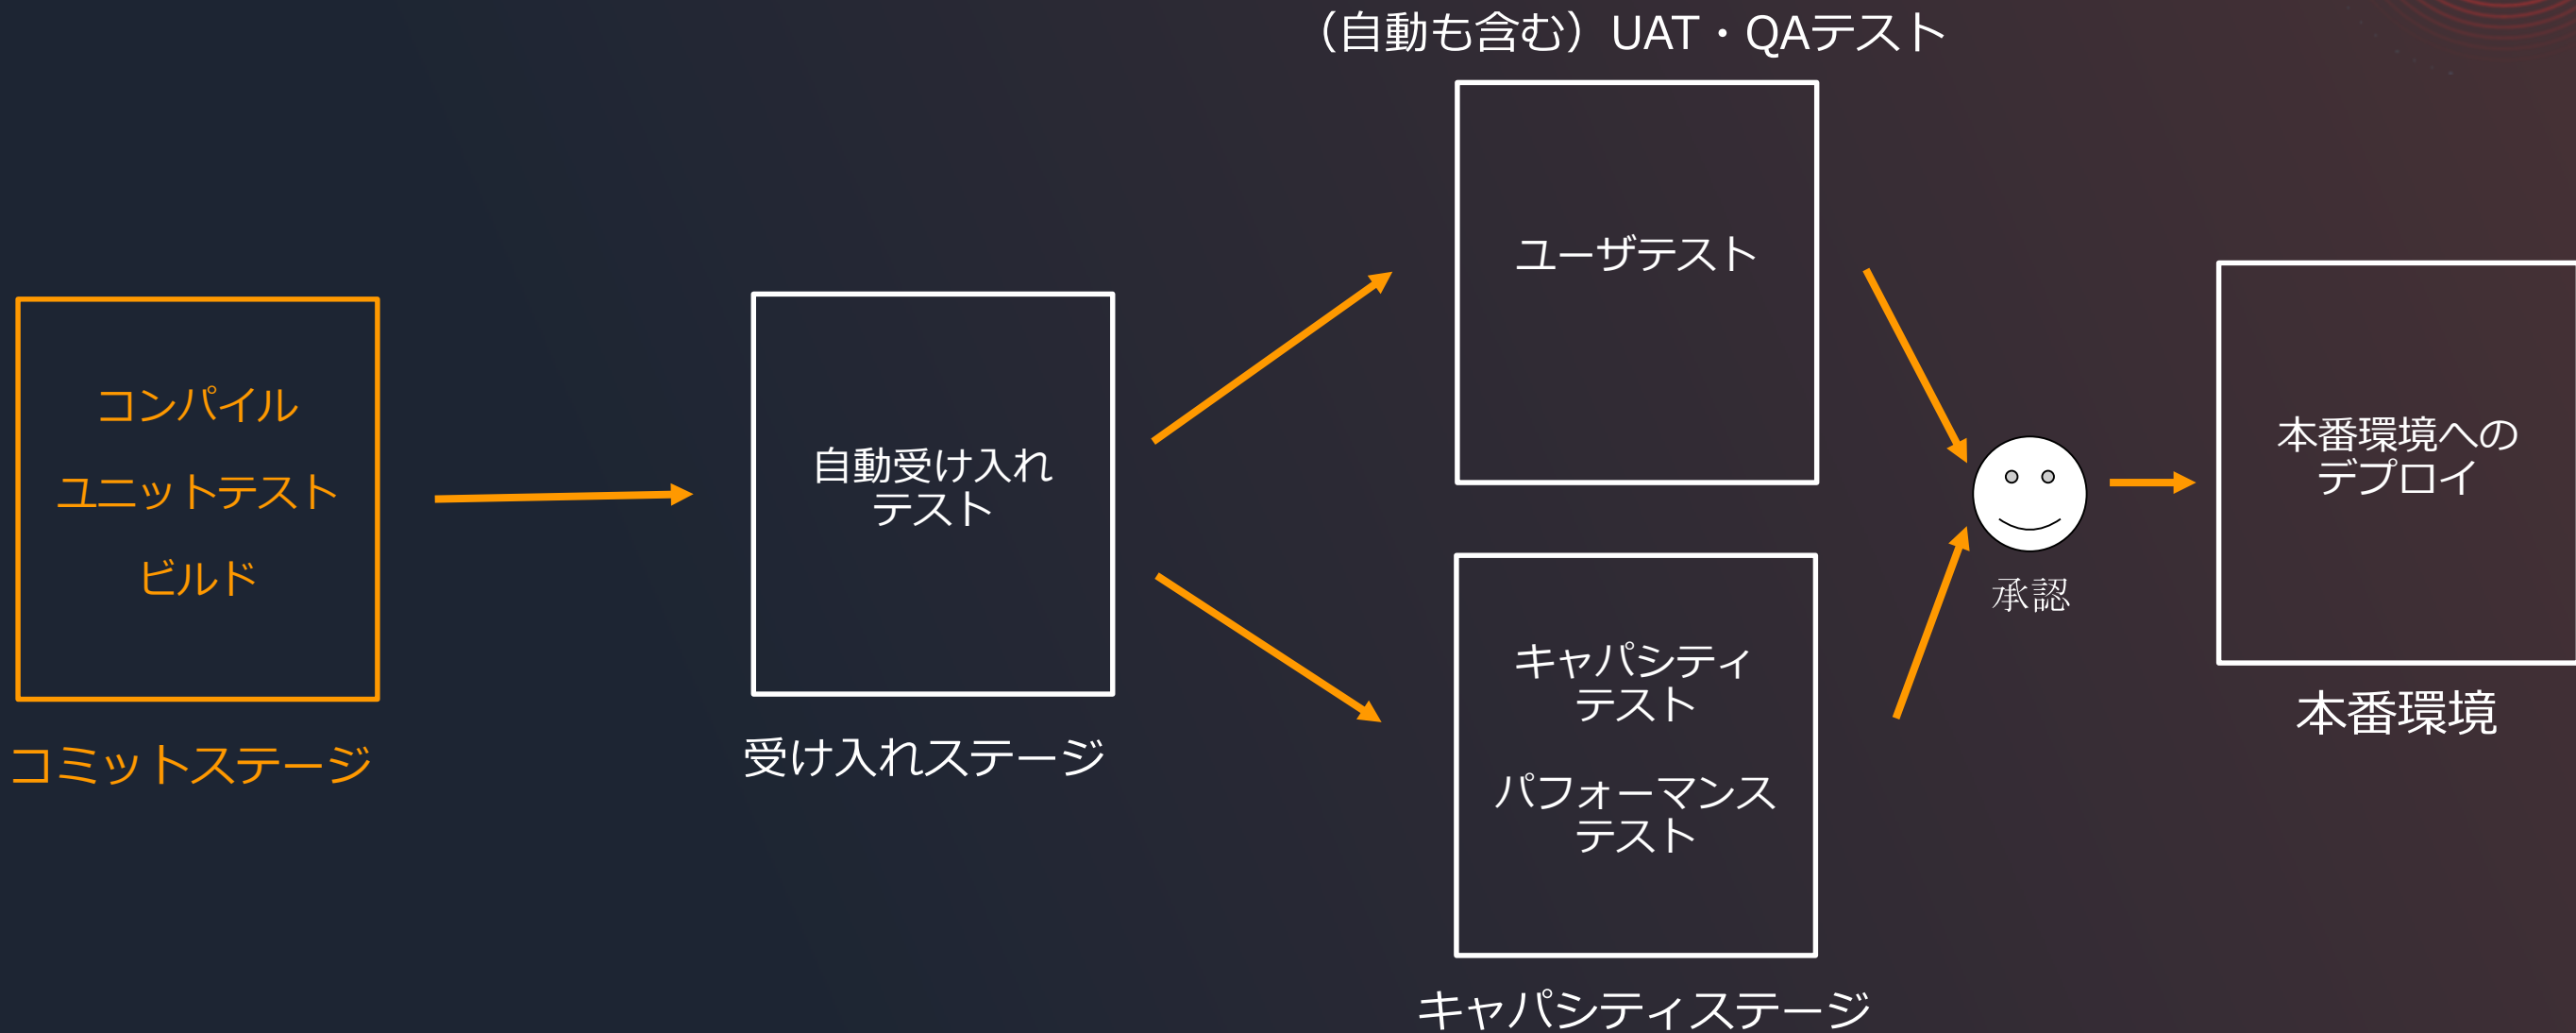 （自動も含む）UAT・QAテスト
コンパイル
ユニットテスト
ビルド
コミットステージ
自動受け入れ
テスト
受け入れステージ
ユーザテスト
キャパシティ
テスト
パフォーマンス
テスト
キャパシティステージ
承認
本番環境への
デプロイ
本番環境